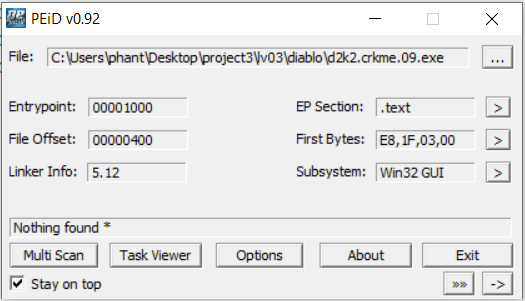 PEiD v0.92
File: C:\Users\phant\Desktop\project3\lv03\diablo\d2k2.crkme.09.exe ...
Entrypoint: 00001000 EP Section: .text >
File Offset: 00000400 First Bytes: E8,1F,03,00 >
Linker Info: 5.12 Subsystem: Win32 GUI >
Nothing found *
Multi Scan Task Viewer Options About Exit
Stay on top »» ->